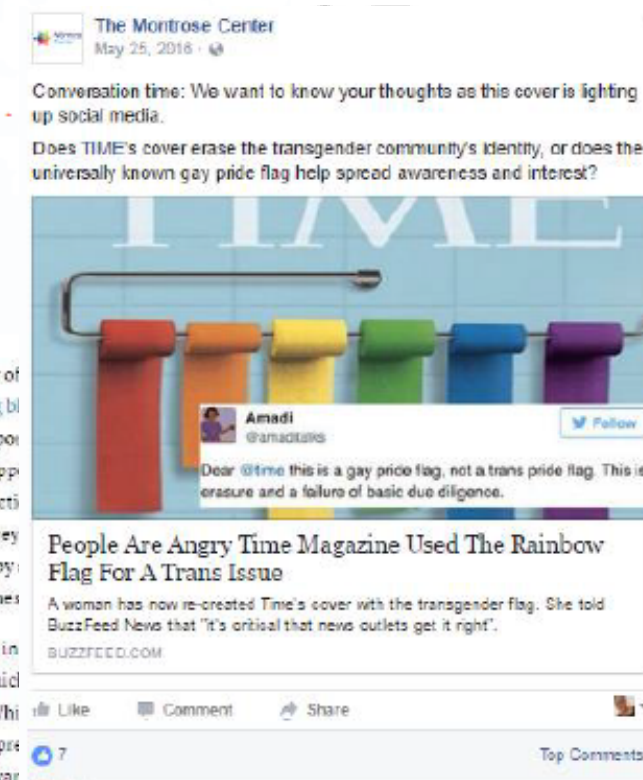 The Montrose Center
May 25, 2016
Conversation time: We want to know your thoughts as this cover is lighting
up social media.
Does TIME's cover erase the transgender community's identity, or does the
universally known gay pride flag help spread awareness and interest?
TIME
Amadi
@amaditalks
Follow
Dear @time this is a gay pride flag, not a trans pride flag. This is
erasure and a failure of basic due diligence.
People Are Angry Time Magazine Used The Rainbow
Flag For A Trans Issue
A woman has now re-created Time's cover with the transgender flag. She told
BuzzFeed News that "it's critical that news outlets get it right".
BUZZFEED.COM
Like Comment Share
7 Top Comments